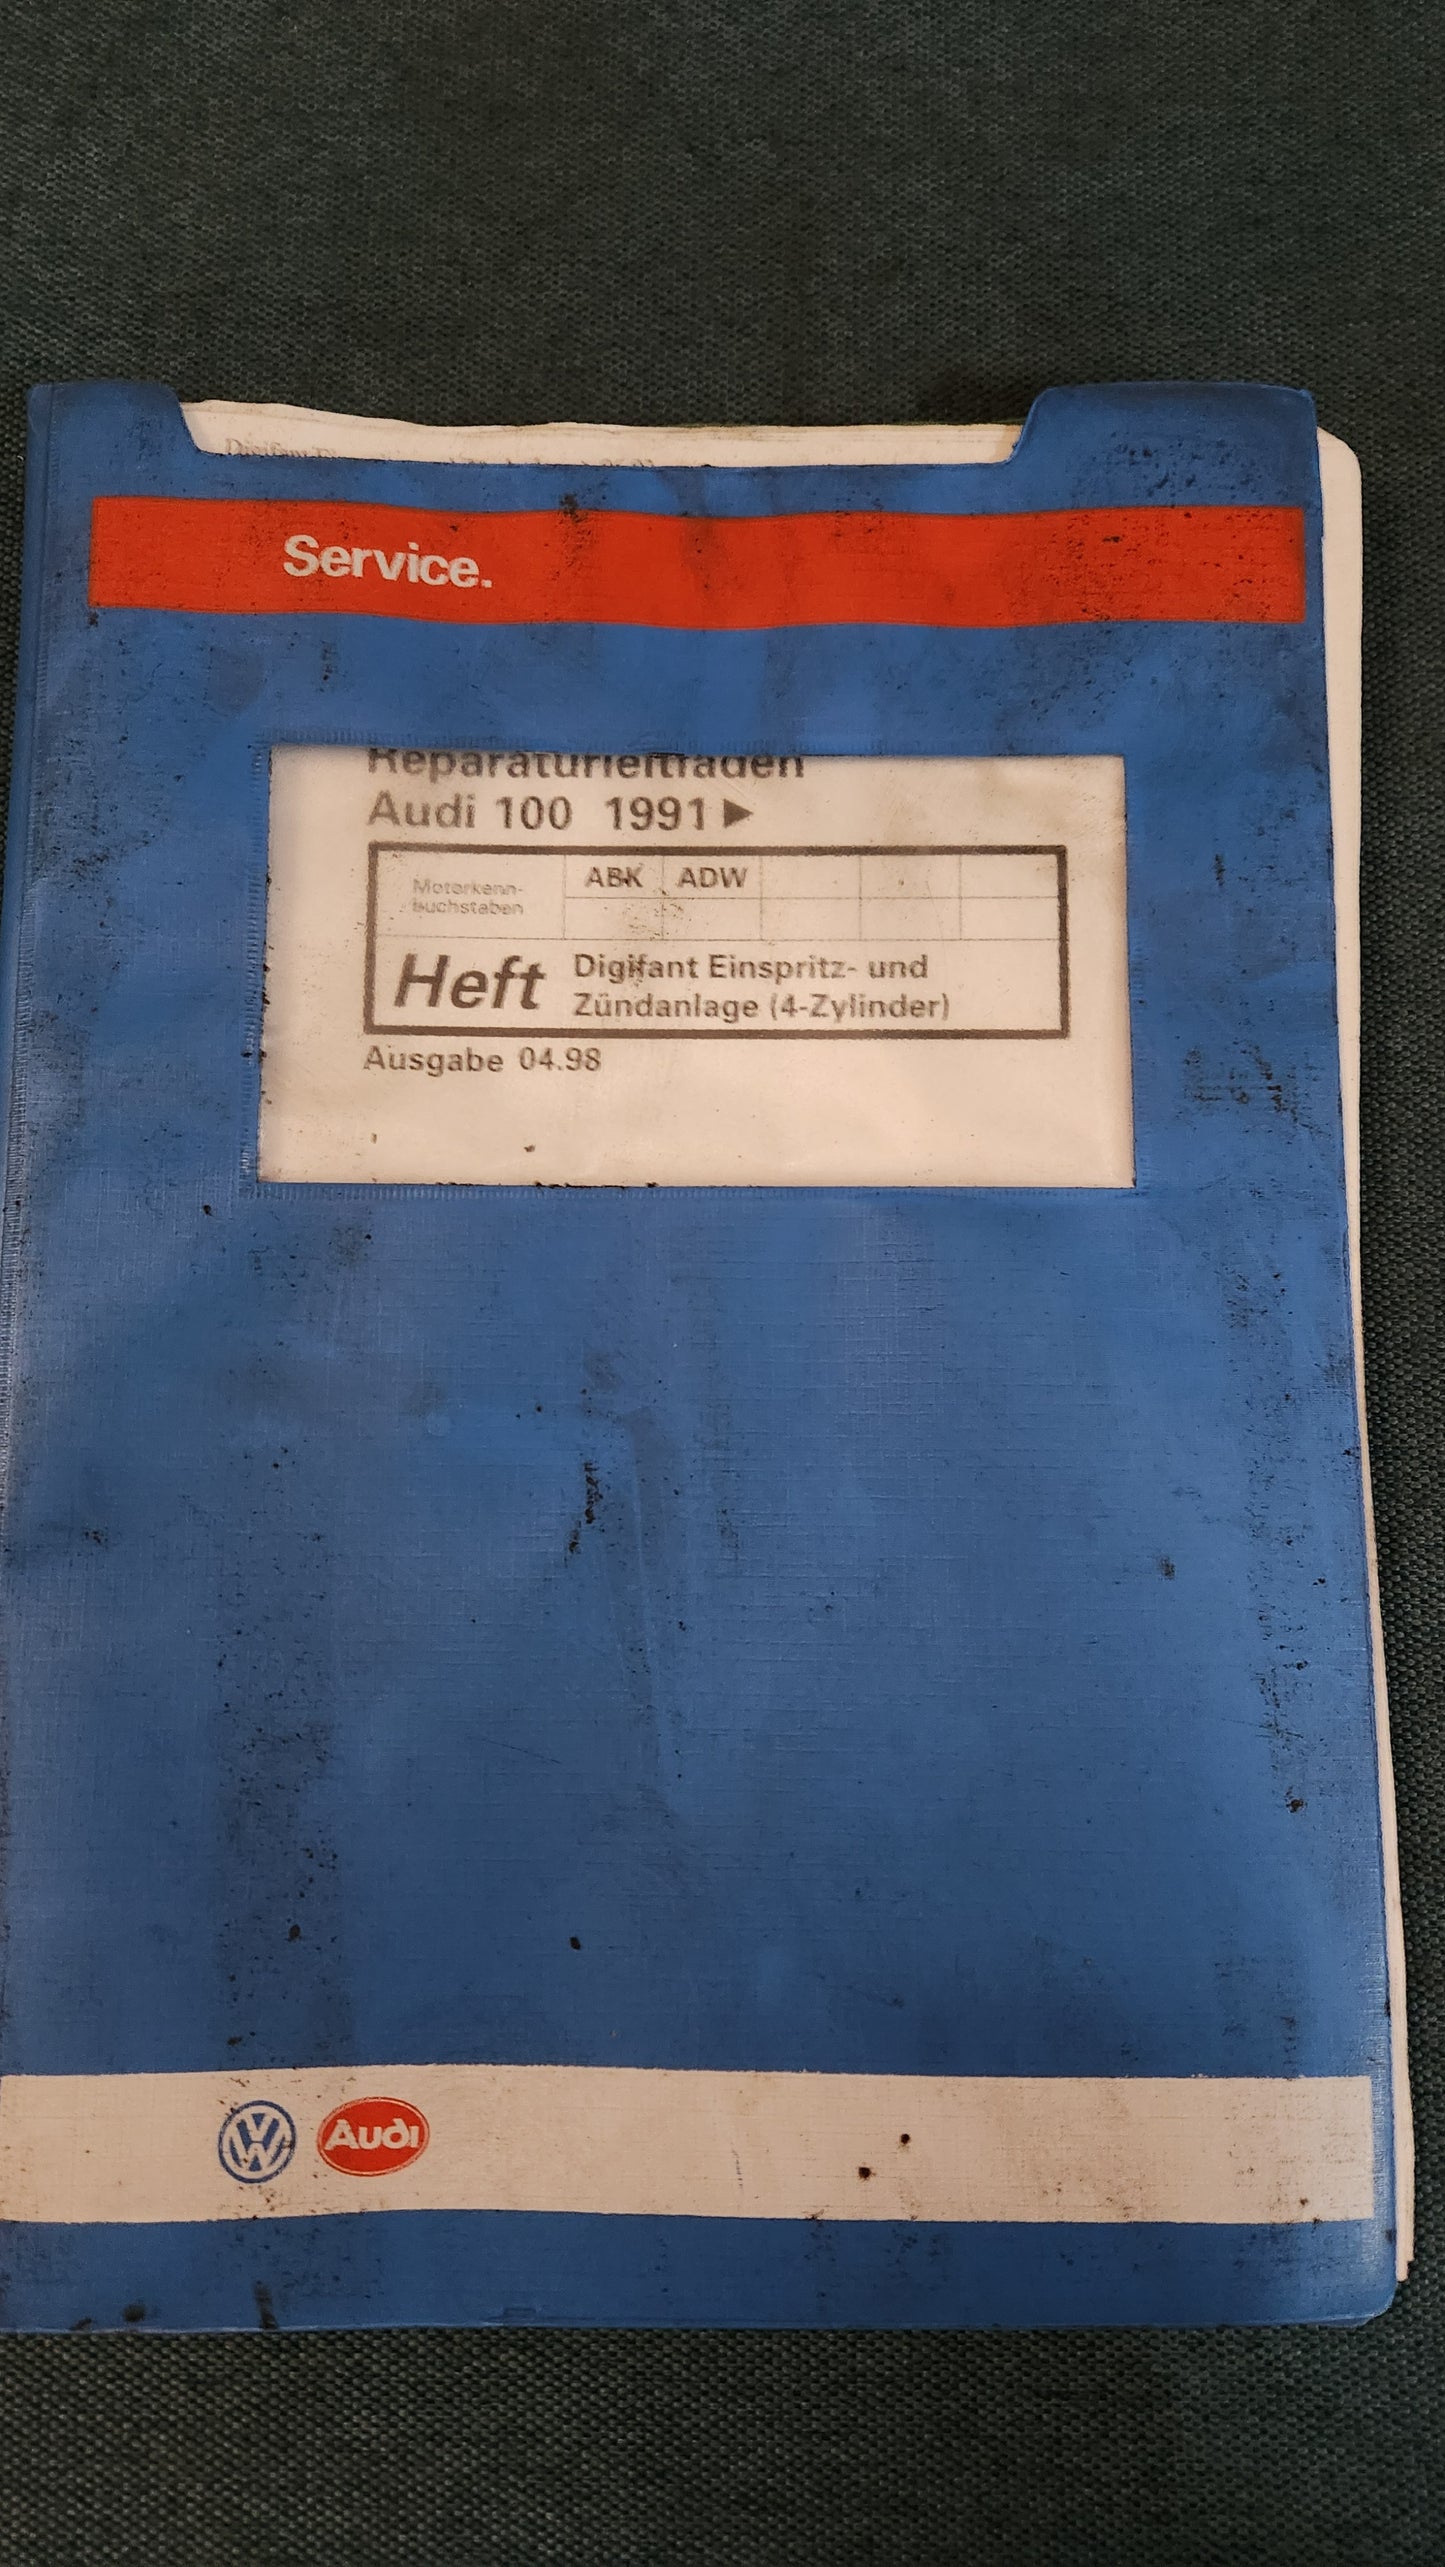 Service.
Reparaturleitfaden
Audi 100 1991 ►
Motorkenn-
buchstaben
ABK ADW
Heft
Digifant Einspritz- und
Zündanlage (4-Zylinder)
Ausgabe 04.98
VW Audi